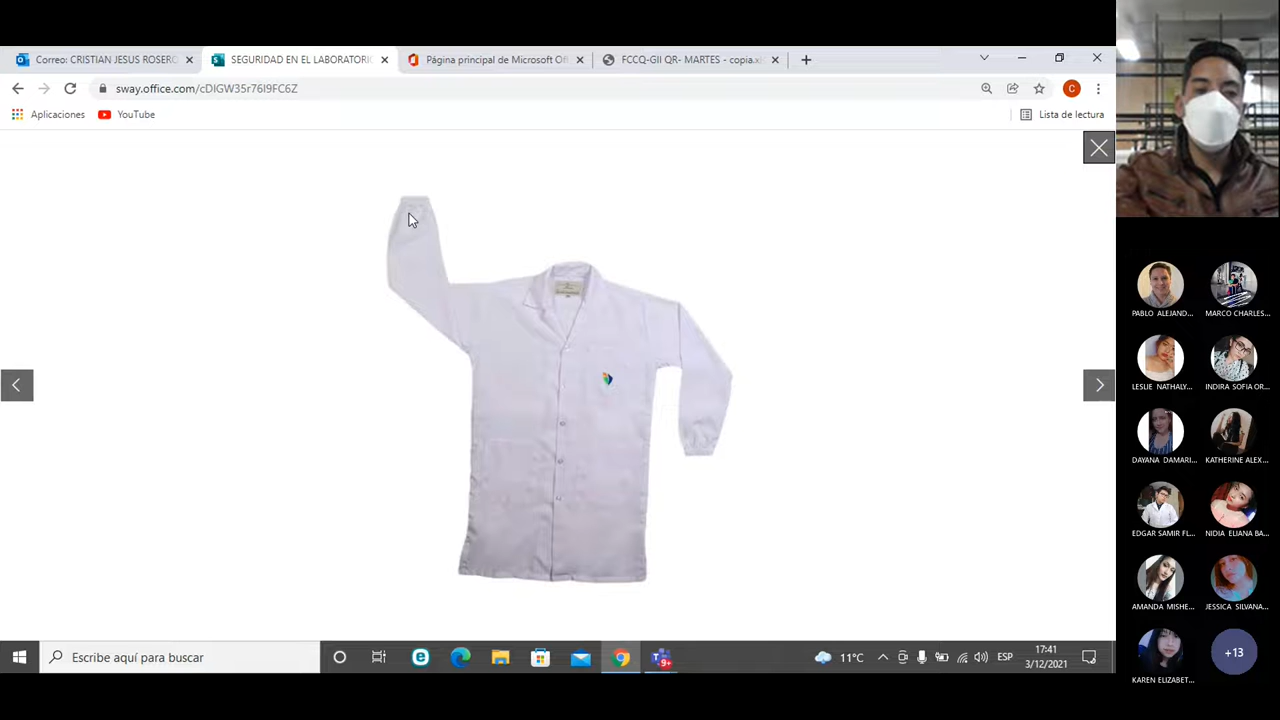 Correo: CRISTIAN JESUS ROSERO
SEGURIDAD EN EL LABORATORIO
Página principal de Microsoft Of
FCCQ-GII QR- MARTES - copia.xl
sway.office.com/cDIGW35r76I9FC6Z
C
Aplicaciones
YouTube
Lista de lectura
PABLO ALEJAND...
MARCO CHARLES...
LESLIE NATHALY...
INDIRA SOFIA OR...
DAYANA DAMARI...
KATHERINE ALEX...
EDGAR SAMIR FL...
NIDIA ELIANA BA...
AMANDA MISHE...
JESSICA SILVANA...
KAREN ELIZABET...
+13
Escribe aquí para buscar
9+
11°C
ESP
17:41
3/12/2021